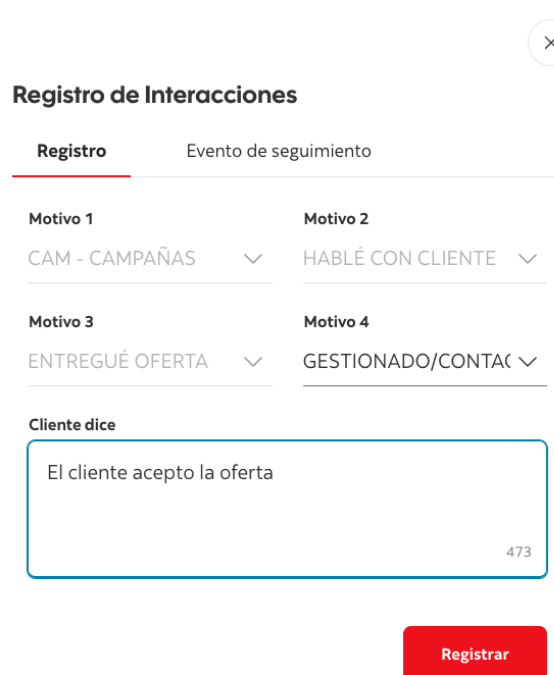 Registro de Interacciones
Registro Evento de seguimiento
Motivo 1 Motivo 2
CAM - CAMPAÑAS HABLÉ CON CLIENTE
Motivo 3 Motivo 4
ENTREGUÉ OFERTA GESTIONADO/CONTAC
Cliente dice
El cliente acepto la oferta
473
Registrar